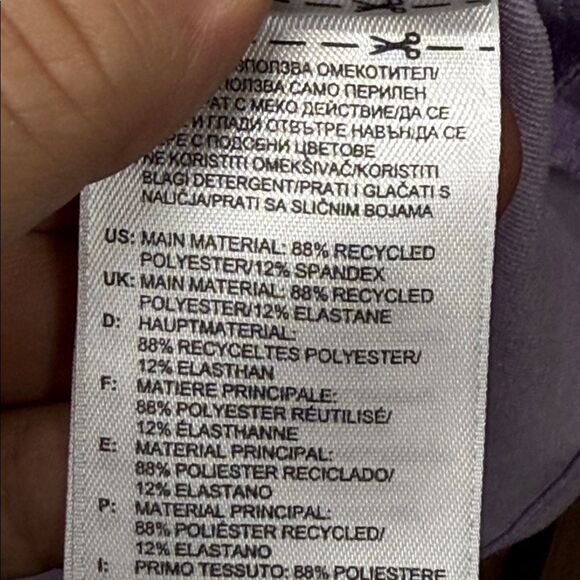 ОМЕКОТИТЕЛ/
САМО ПЕРИЛЕН
С МЕКО ДЕЙСТВИЕ/ДА СЕ
И ГЛАДИ ОТВЪТРЕ НАВЪН/ДА СЕ
С ПОДОБНИ ЦВЕТОВЕ
NE KORISTITI OMEKŠIVAČ/KORISTITI
BLAGI DETERGENT/PRATI I GLAČATI S
NALIČJA/PRATI SA SLIČNIM BOJAMA
US: MAIN MATERIAL: 88% RECYCLED
POLYESTER/12% SPANDEX
UK: MAIN MATERIAL: 88% RECYCLED
POLYESTER/12% ELASTANE
D: HAUPTMATERIAL:
88% RECYCELTES POLYESTER/
12% ELASTHAN
F: MATIERE PRINCIPALE:
88% POLYESTER RÉUTILISÉ/
12% ÉLASTHANNE
E: MATERIAL PRINCIPAL:
88% POLIESTER RECICLADO/
12% ELASTANO
P: MATERIAL PRINCIPAL:
88% POLIÉSTER RECYCLED/
12% ELASTANO
I: PRIMO TESSUTO: 88% POLIESTERE